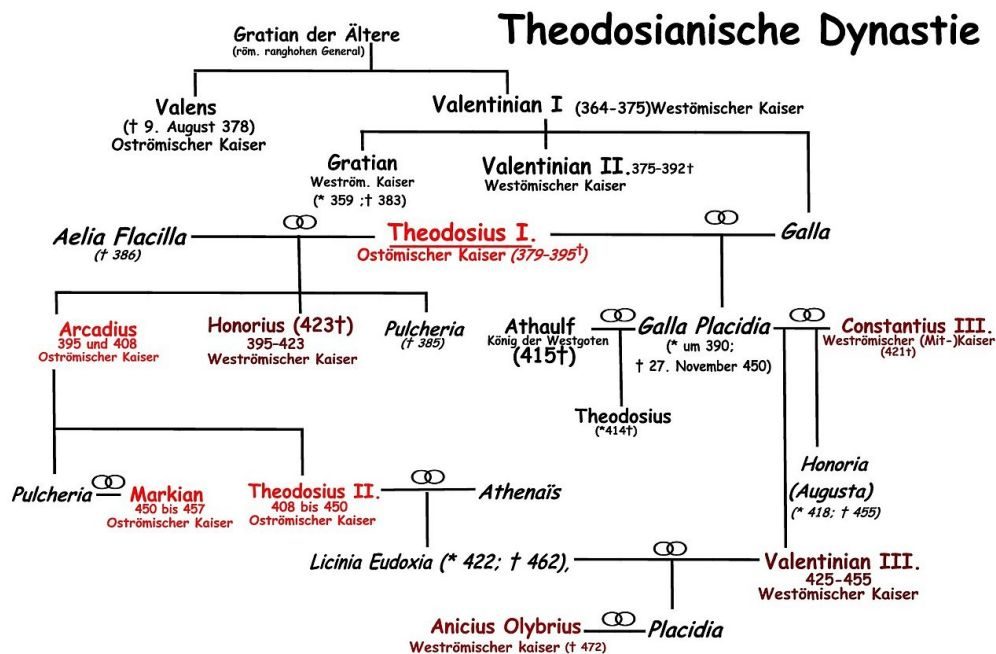 Theodosianische Dynastie
Gratian der Ältere
(röm. ranghohen General)
Valens
(† 9. August 378)
Oströmischer Kaiser
Valentinian I (364-375)Westömischer Kaiser
Gratian
Weström. Kaiser
(* 359 ;† 383)
Valentinian II.375-392†
Westömischer Kaiser
Aelia Flacilla
(† 386)
Theodosius I.
Ostömischer Kaiser (379-395†)
Galla
Arcadius
395 und 408
Oströmischer Kaiser
Honorius (423†)
395-423
Weströmischer Kaiser
Pulcheria
(† 385)
Athaulf
König der Westgoten
(415†)
Galla Placidia
(* um 390;
† 27. November 450)
Constantius III.
Weströmischer (Mit-)Kaiser
(421†)
Theodosius
(*414†)
Honoria
(Augusta)
(* 418; † 455)
Pulcheria
Markian
450 bis 457
Oströmischer Kaiser
Theodosius II.
408 bis 450
Oströmischer Kaiser
Athenaïs
Licinia Eudoxia (* 422; † 462),
Valentinian III.
425-455
Westömischer Kaiser
Anicius Olybrius
Weströmischer kaiser († 472)
Placidia